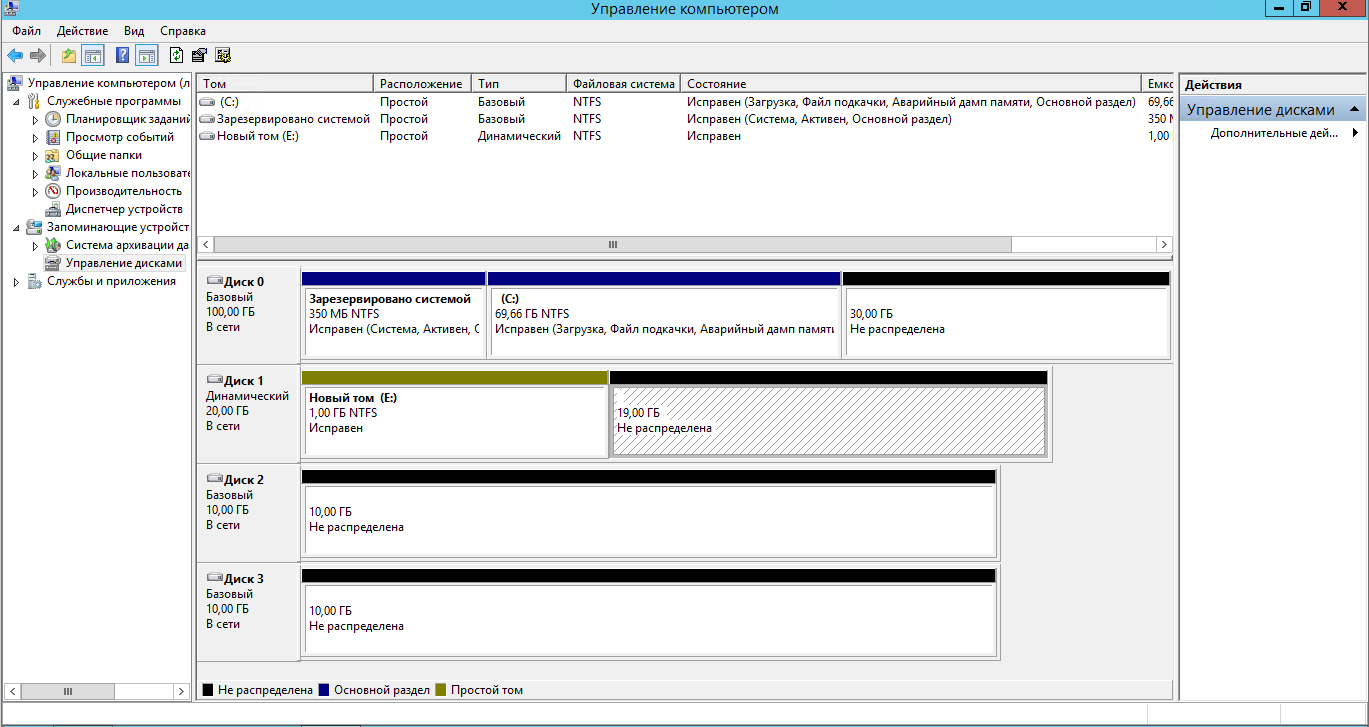 Управление компьютером
Файл Действие Вид Справка
Управление компьютером (л
Служебные программы
Планировщик заданий
Просмотр событий
Общие папки
Локальные пользовате
Производительность
Диспетчер устройств
Запоминающие устройст
Система архивации да
Управление дисками
Службы и приложения
Том Расположение Тип Файловая система Состояние Емкс
(C:) Простой Базовый NTFS Исправен (Загрузка, Файл подкачки, Аварийный дамп памяти, Основной раздел) 69,66
Зарезервировано системой Простой Базовый NTFS Исправен (Система, Активен, Основной раздел) 350 М
Новый том (E:) Простой Динамический NTFS Исправен 1,00
Диск 0
Базовый
100,00 ГБ
В сети
Зарезервировано системой
350 МБ NTFS
Исправен (Система, Активен, О
(C:)
69,66 ГБ NTFS
Исправен (Загрузка, Файл подкачки, Аварийный дамп памяти
30,00 ГБ
Не распределена
Диск 1
Динамический
20,00 ГБ
В сети
Новый том (E:)
1,00 ГБ NTFS
Исправен
19,00 ГБ
Не распределена
Диск 2
Базовый
10,00 ГБ
В сети
10,00 ГБ
Не распределена
Диск 3
Базовый
10,00 ГБ
В сети
10,00 ГБ
Не распределена
Не распределена Основной раздел Простой том
Действия
Управление дисками
Дополнительные дей...